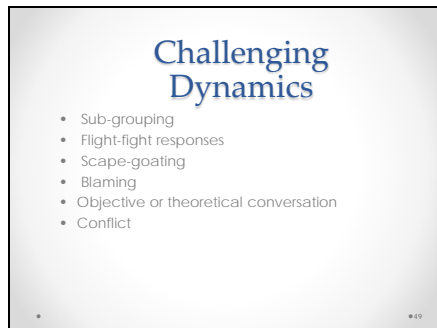 Challenging
Dynamics
• Sub-grouping
• Flight-fight responses
• Scape-goating
• Blaming
• Objective or theoretical conversation
• Conflict
• •49